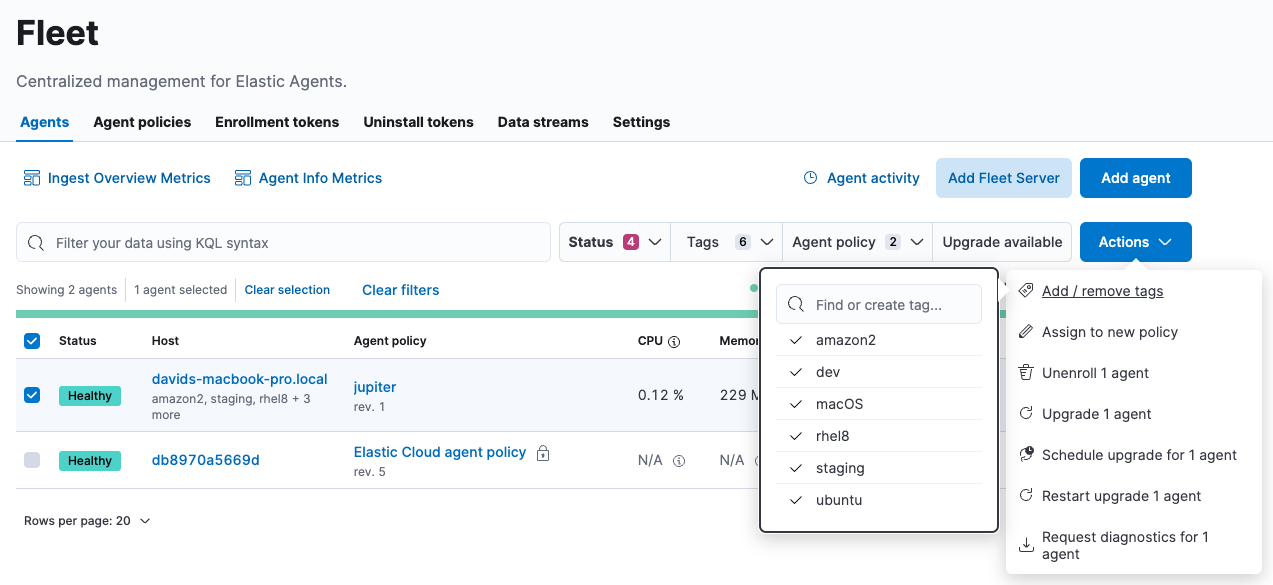 Fleet
Centralized management for Elastic Agents.
Agents Agent policies Enrollment tokens Uninstall tokens Data streams Settings
Ingest Overview Metrics Agent Info Metrics Agent activity Add Fleet Server Add agent
Filter your data using KQL syntax Status 4 Tags 6 Agent policy 2 Upgrade available Actions
Showing 2 agents 1 agent selected Clear selection Clear filters
Status Host Agent policy CPU
Healthy davids-macbook-pro.local jupiter 0.12 % 229
amazon2, staging, rhel8 + 3 rev. 1
more
db8970a5669d Healthy Elastic Cloud agent policy N/A N/A
rev. 5
Rows per page: 20
Find or create tag...
amazon2
dev
macOS
rhel8
staging
ubuntu
Add / remove tags
Assign to new policy
Unenroll 1 agent
Upgrade 1 agent
Schedule upgrade for 1 agent
Restart upgrade 1 agent
Request diagnostics for 1
agent